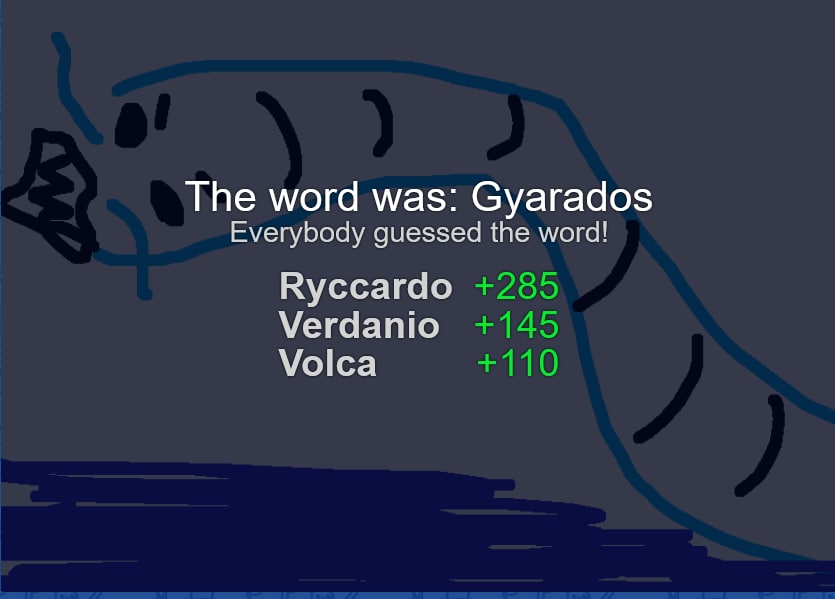 The word was: Gyarados
Everybody guessed the word!
Ryccardo +285
Verdanio +145
Volca +110